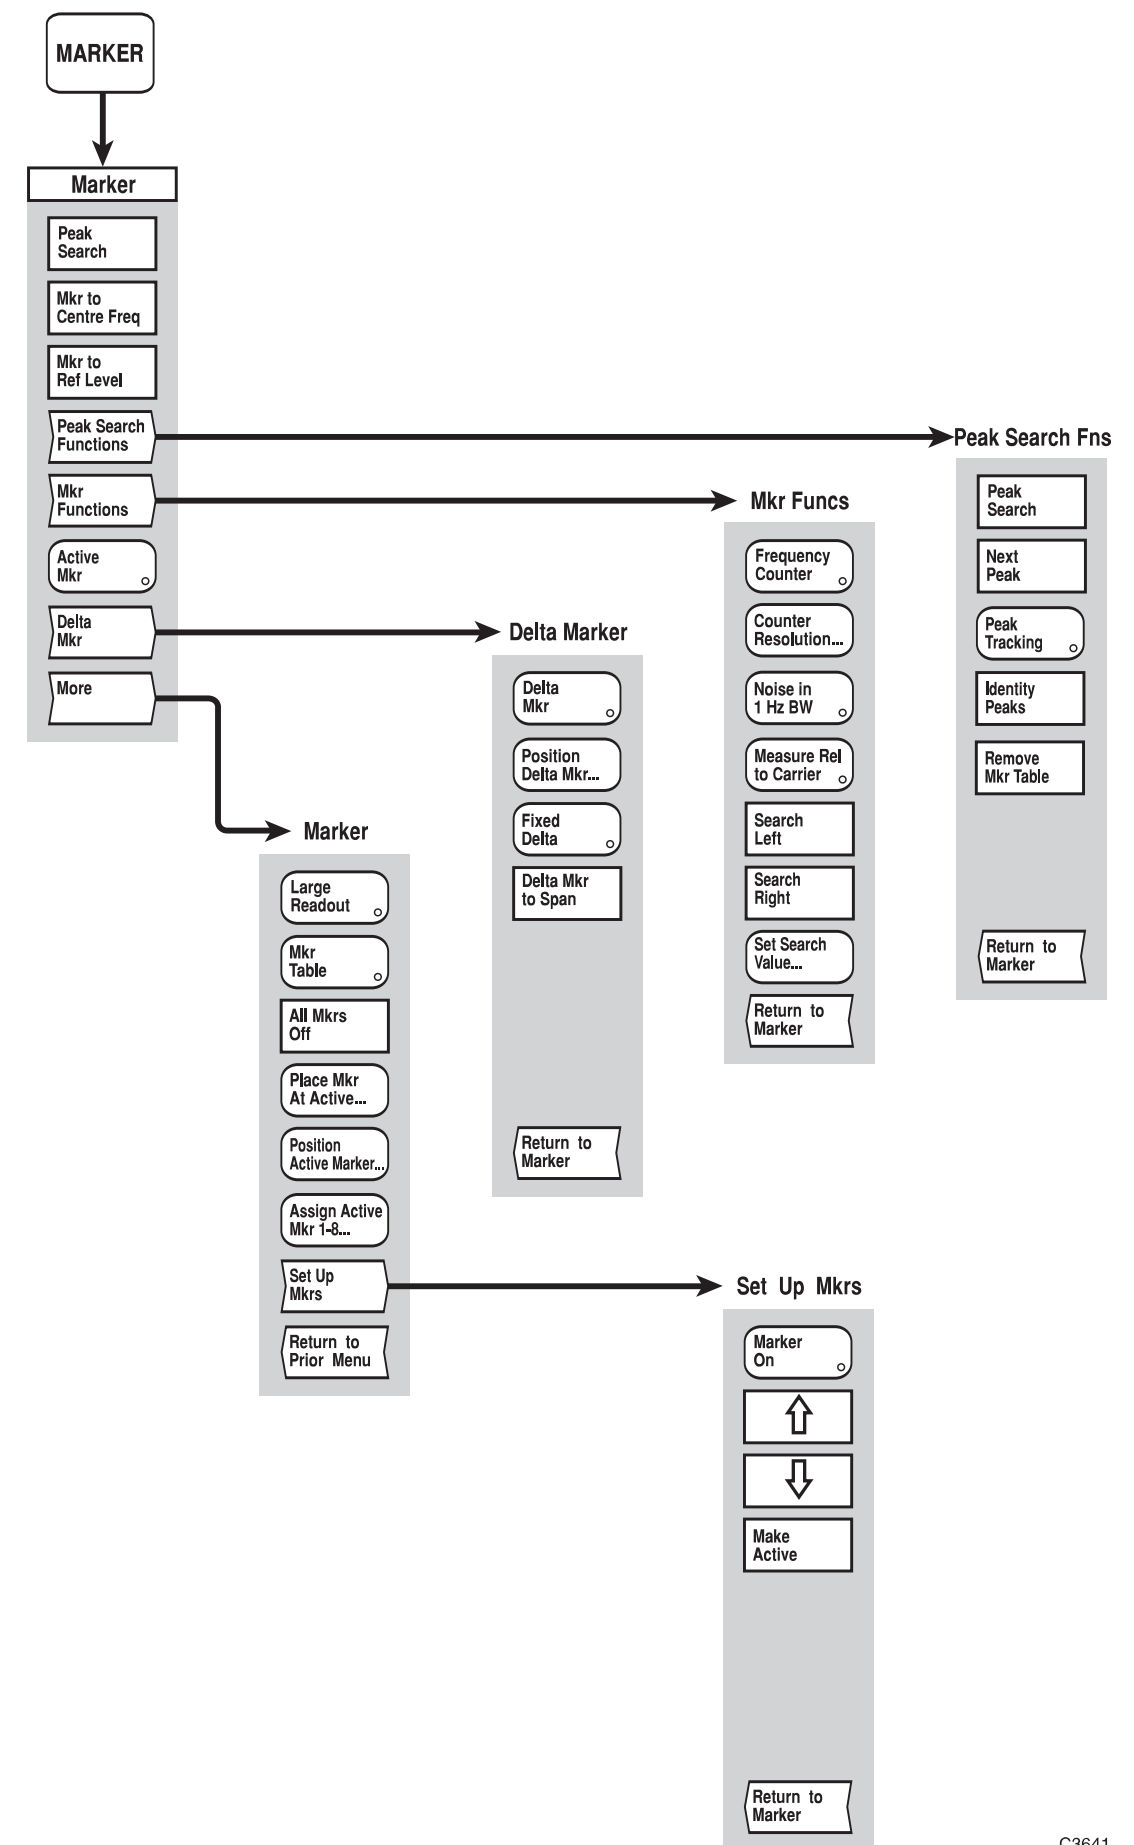 MARKER
Marker
Peak
Search
Mkr to
Centre Freq
Mkr to
Ref Level
Peak Search
Functions
Mkr
Functions
Active
Mkr
Delta
Mkr
More
Peak Search Fns
Peak
Search
Next
Peak
Peak
Tracking
Identity
Peaks
Remove
Mkr Table
Return to
Marker
Mkr Funcs
Frequency
Counter
Counter
Resolution...
Noise in
1 Hz BW
Measure Rel
to Carrier
Search
Left
Search
Right
Set Search
Value...
Return to
Marker
Delta Marker
Delta
Mkr
Position
Delta Mkr...
Fixed
Delta
Delta Mkr
to Span
Return to
Marker
Marker
Large
Readout
Mkr
Table
All Mkrs
Off
Place Mkr
At Active...
Position
Active Marker...
Assign Active
Mkr 1-8...
Set Up
Mkrs
Return to
Prior Menu
Set Up Mkrs
Marker
On
Make
Active
Return to
Marker
C3641